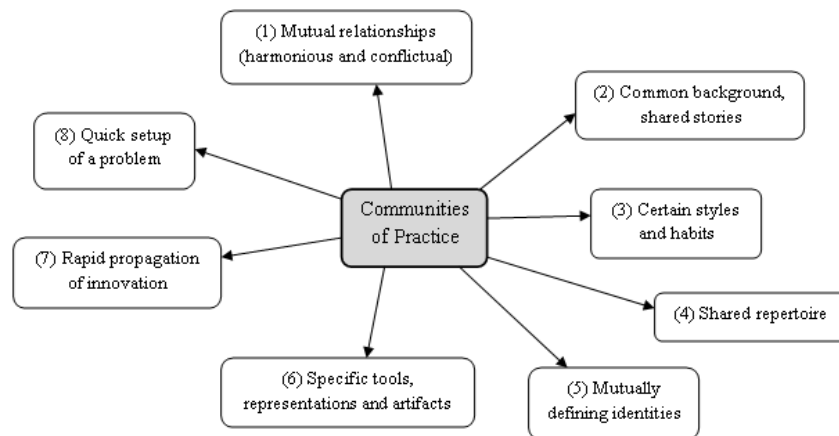 (1) Mutual relationships
(harmonious and conflictual)
(2) Common background,
shared stories
(8) Quick setup
of a problem
Communities
of Practice
(3) Certain styles
and habits
(7) Rapid propagation
of innovation
(4) Shared repertoire
(6) Specific tools,
representations and artifacts
(5) Mutually
defining identities